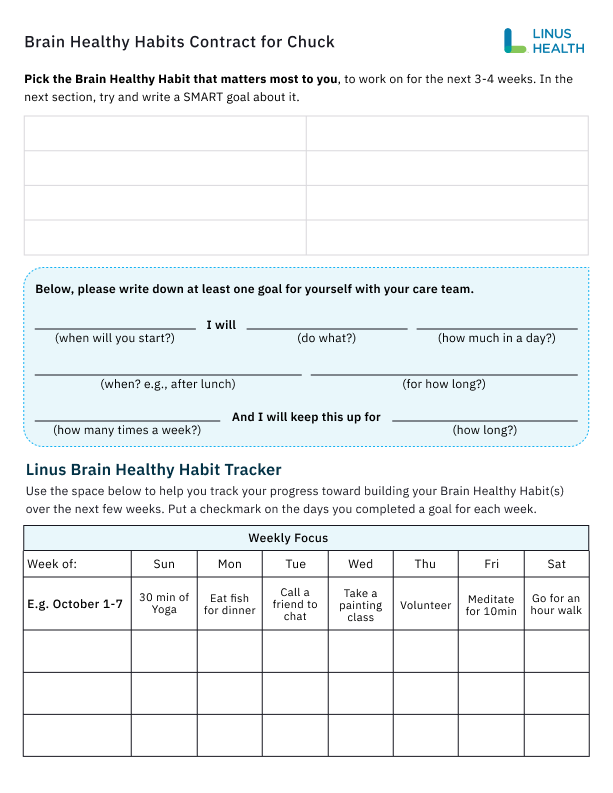 Brain Healthy Habits Contract for Chuck
LINUS
HEALTH
Pick the Brain Healthy Habit that matters most to you, to work on for the next 3-4 weeks. In the
next section, try and write a SMART goal about it.
Below, please write down at least one goal for yourself with your care team.
I will
(when will you start?) (do what?) (how much in a day?)
(when? e.g., after lunch) (for how long?)
And I will keep this up for
(how many times a week?) (how long?)
Linus Brain Healthy Habit Tracker
Use the space below to help you track your progress toward building your Brain Healthy Habit(s)
over the next few weeks. Put a checkmark on the days you completed a goal for each week.
Weekly Focus
Week of: Sun Mon Tue Wed Thu Fri Sat
E.g. October 1-7
30 min of
Yoga
Eat fish
for dinner
Call a
friend to
chat
Take a
painting
class
Volunteer
Meditate
for 10min
Go for an
hour walk